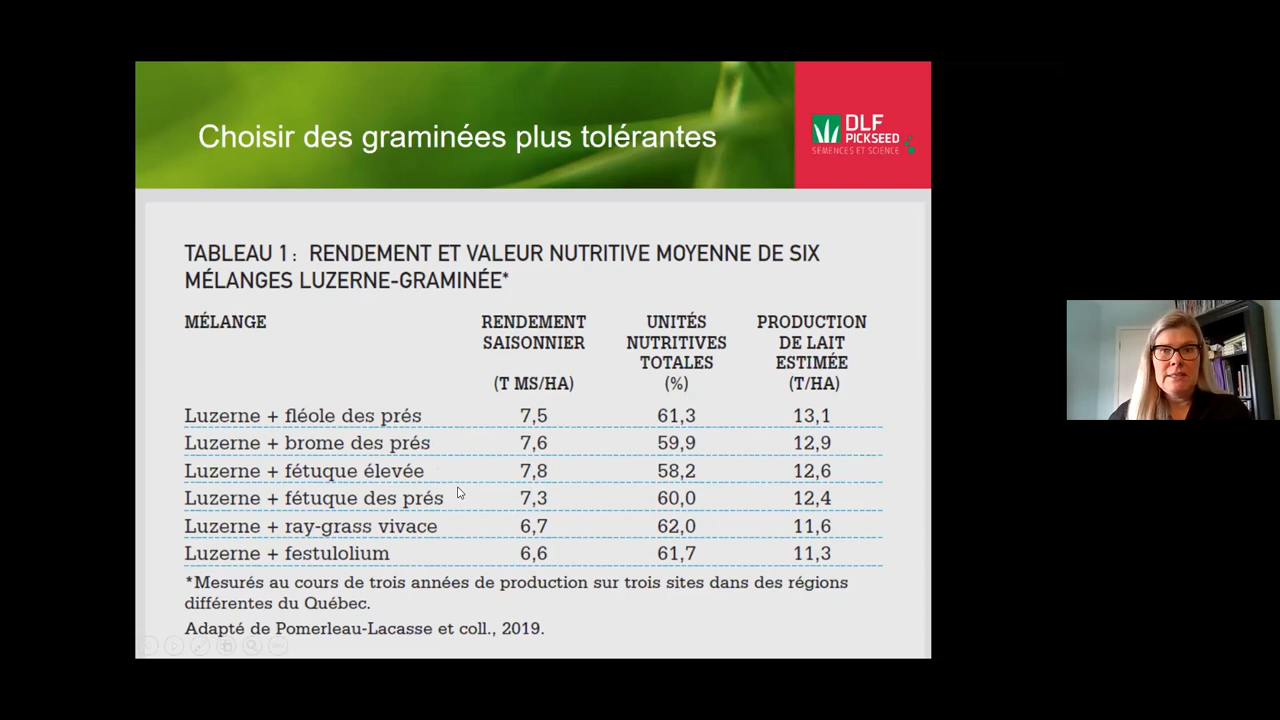 Choisir des graminées plus tolérantes
DLF
PICKSEED
SEMENCES ET SCIENCE
TABLEAU 1 : RENDEMENT ET VALEUR NUTRITIVE MOYENNE DE SIX
MÉLANGES LUZERNE-GRAMINÉE*
MÉLANGE RENDEMENT UNITÉS PRODUCTION
SAISONNIER NUTRITIVES DE LAIT
TOTALES ESTIMÉE
(T MS/HA) (%) (T/HA)
Luzerne + fléole des prés 7,5 61,3 13,1
Luzerne + brome des prés 7,6 59,9 12,9
Luzerne + fétuque élevée 7,8 58,2 12,6
Luzerne + fétuque des prés 7,3 60,0 12,4
Luzerne + ray-grass vivace 6,7 62,0 11,6
Luzerne + festulolium 6,6 61,7 11,3
*Mesurés au cours de trois années de production sur trois sites dans des régions
différentes du Québec.
Adapté de Pomerleau-Lacasse et coll., 2019.